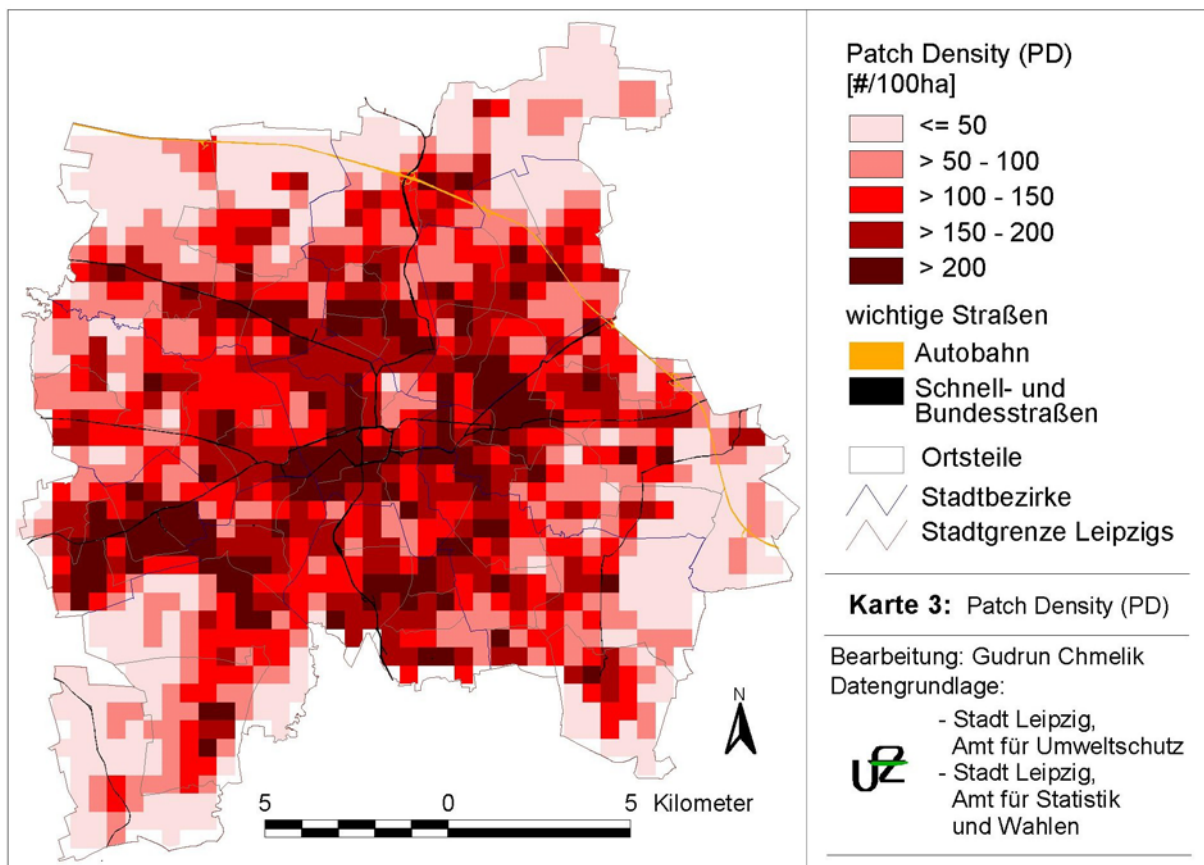 Patch Density (PD)
[#/100ha]
<= 50
> 50 - 100
> 100 - 150
> 150 - 200
> 200
wichtige Straßen
Autobahn
Schnell- und
Bundesstraßen
Ortsteile
Stadtbezirke
Stadtgrenze Leipzigs
Karte 3: Patch Density (PD)
Bearbeitung: Gudrun Chmelik
Datengrundlage:
- Stadt Leipzig,
Amt für Umweltschutz
- Stadt Leipzig,
Amt für Statistik
und Wahlen
UFZ
N
5 0 5 Kilometer